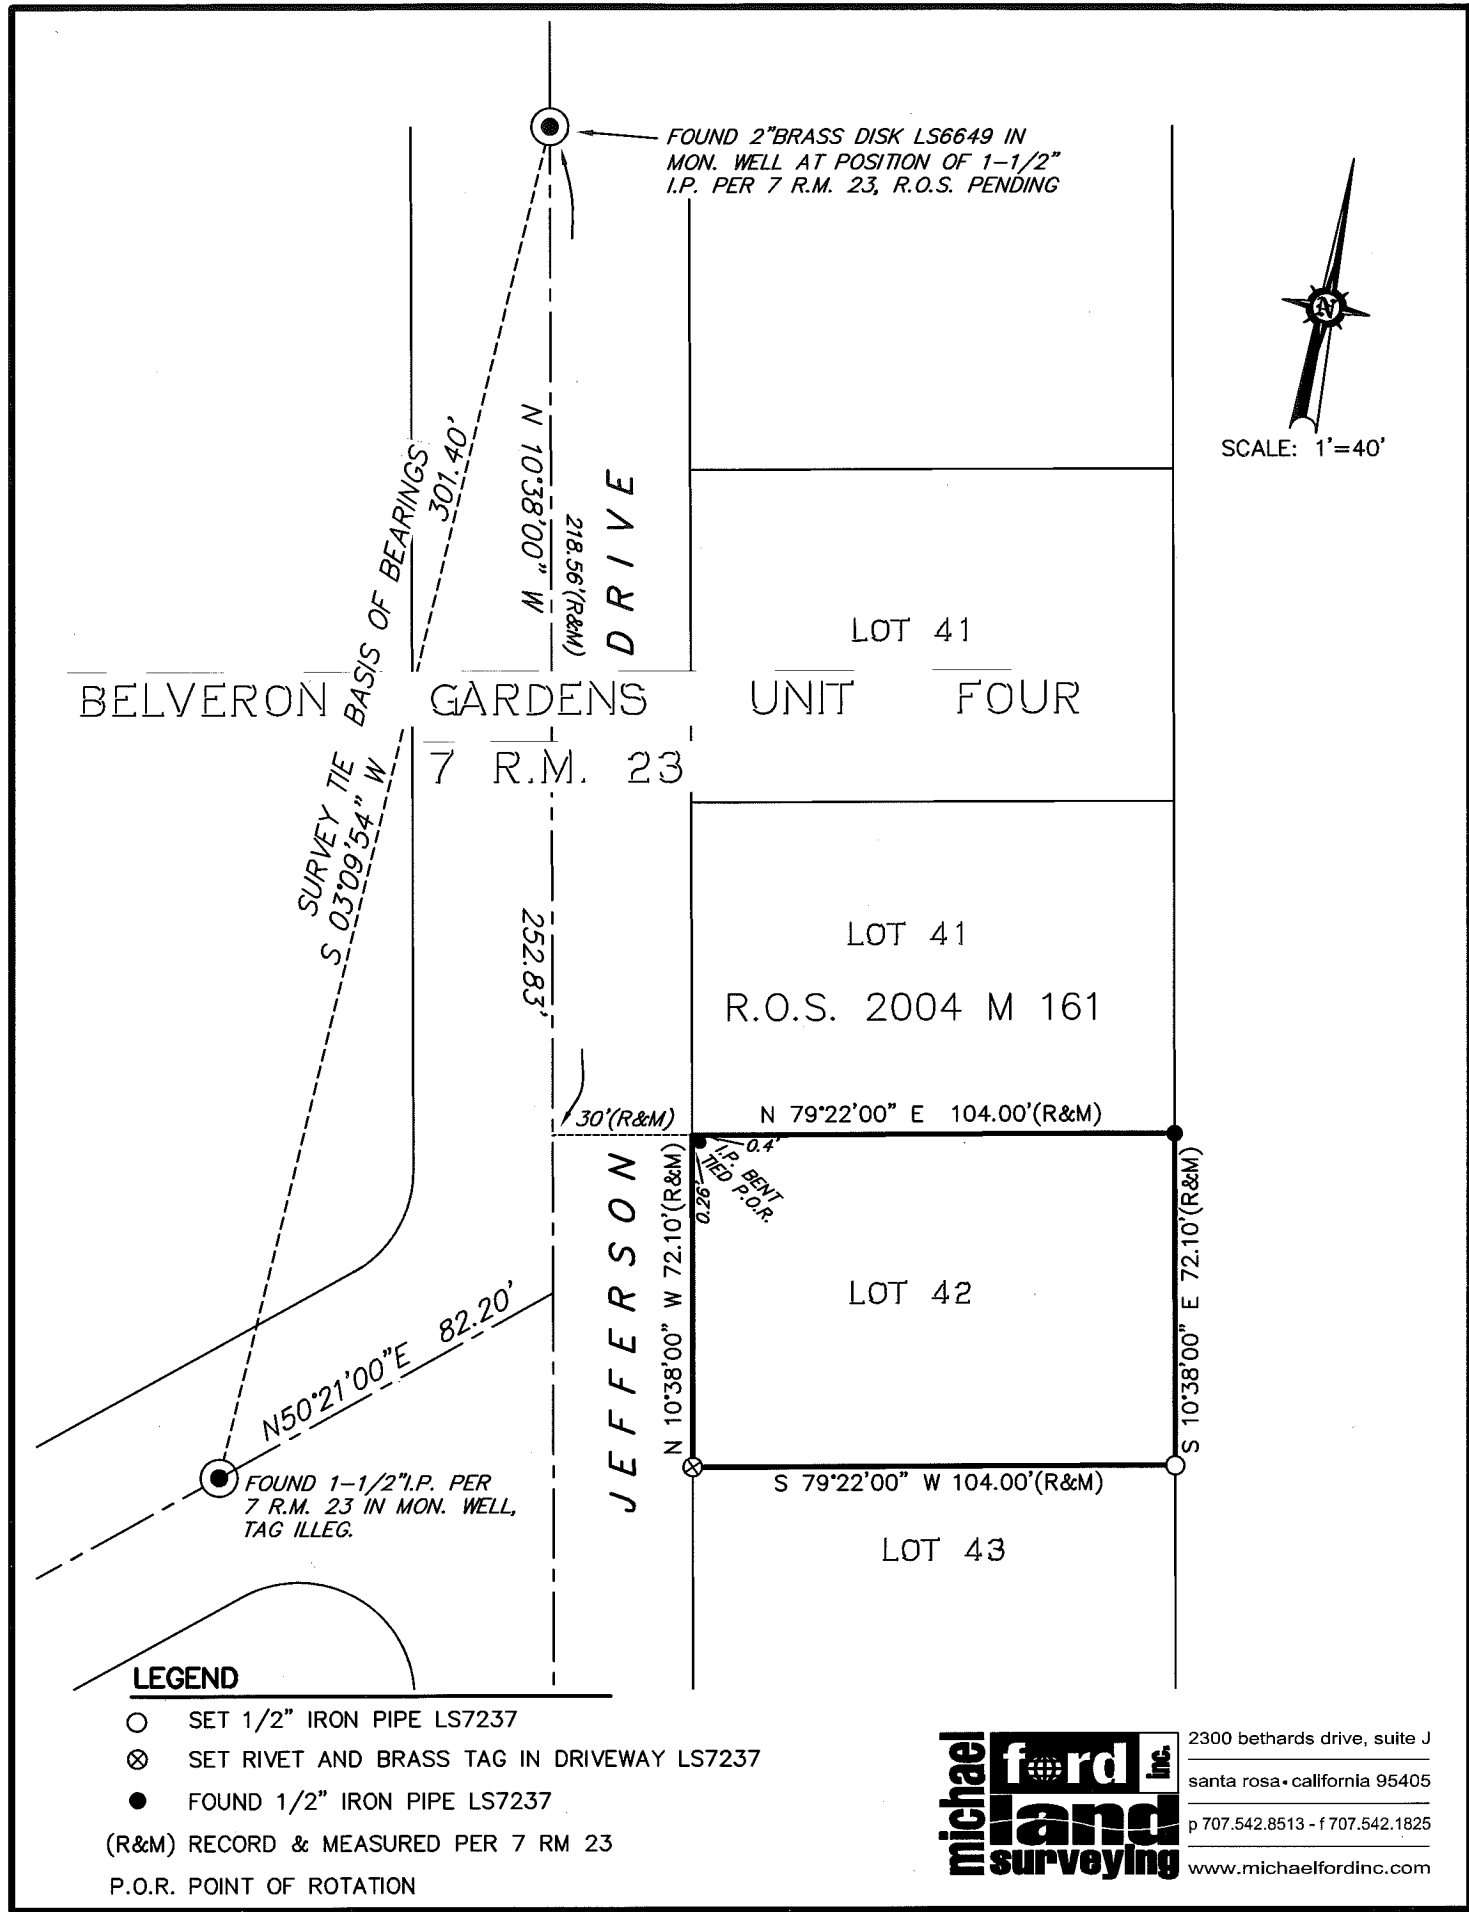 FOUND 2"BRASS DISK LS6649 IN
MON. WELL AT POSITION OF 1-1/2"
I.P. PER 7 R.M. 23, R.O.S. PENDING
N
SCALE: 1'=40'
SURVEY TIE BASIS OF BEARINGS
S 03°09'54" W 301.40'
N 10°38'00" W
218.56'(R&M)
252.83'
JEFFERSON DRIVE
LOT 41
BELVERON GARDENS UNIT FOUR
7 R.M. 23
LOT 41
R.O.S. 2004 M 161
30'(R&M)
N 79°22'00" E 104.00'(R&M)
0.4'
I.P. BENT
TIED P.O.R.
0.26'
N 10°38'00" W 72.10'(R&M)
S 10°38'00" E 72.10'(R&M)
LOT 42
N50°21'00"E 82.20'
S 79°22'00" W 104.00'(R&M)
FOUND 1-1/2"I.P. PER
7 R.M. 23 IN MON. WELL,
TAG ILLEG.
LOT 43
LEGEND
SET 1/2" IRON PIPE LS7237
SET RIVET AND BRASS TAG IN DRIVEWAY LS7237
FOUND 1/2" IRON PIPE LS7237
(R&M) RECORD & MEASURED PER 7 RM 23
P.O.R. POINT OF ROTATION
michael
ford inc.
land
surveying
2300 bethards drive, suite J
santa rosa•california 95405
p 707.542.8513 - f 707.542.1825
www.michaelfordinc.com